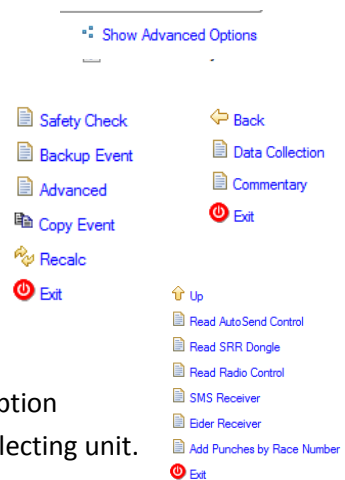 Show Advanced Options
Safety Check
Backup Event
Advanced
Copy Event
Recalc
Exit
Back
Data Collection
Commentary
Exit
Up
Read AutoSend Control
Read SRR Dongle
Read Radio Control
SMS Receiver
Eider Receiver
Add Punches by Race Number
Exit
ption
lecting unit.